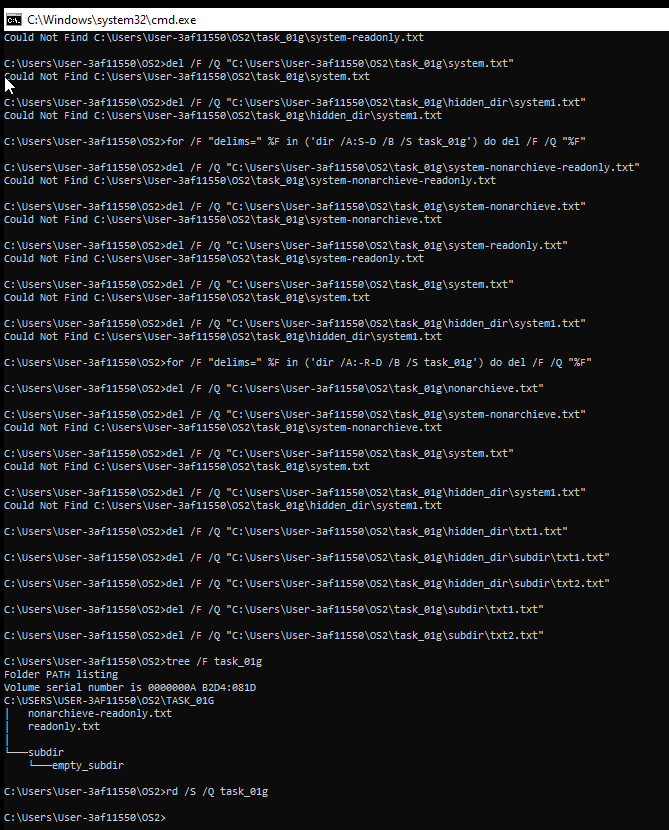 C:\Windows\system32\cmd.exe
Could Not Find C:\Users\User-3af11550\OS2\task_01g\system-readonly.txt
C:\Users\User-3af11550\OS2>del /F /Q "C:\Users\User-3af11550\OS2\task_01g\system.txt"
Could Not Find C:\Users\User-3af11550\OS2\task_01g\system.txt
C:\Users\User-3af11550\OS2>del /F /Q "C:\Users\User-3af11550\OS2\task_01g\hidden_dir\system1.txt"
Could Not Find C:\Users\User-3af11550\OS2\task_01g\hidden_dir\system1.txt
C:\Users\User-3af11550\OS2>for /F "delims=" %F in ('dir /A:S-D /B /S task_01g') do del /F /Q "%F"
C:\Users\User-3af11550\OS2>del /F /Q "C:\Users\User-3af11550\OS2\task_01g\system-nonarchieve-readonly.txt"
Could Not Find C:\Users\User-3af11550\OS2\task_01g\system-nonarchieve-readonly.txt
C:\Users\User-3af11550\OS2>del /F /Q "C:\Users\User-3af11550\OS2\task_01g\system-nonarchieve.txt"
Could Not Find C:\Users\User-3af11550\OS2\task_01g\system-nonarchieve.txt
C:\Users\User-3af11550\OS2>del /F /Q "C:\Users\User-3af11550\OS2\task_01g\system-readonly.txt"
Could Not Find C:\Users\User-3af11550\OS2\task_01g\system-readonly.txt
C:\Users\User-3af11550\OS2>del /F /Q "C:\Users\User-3af11550\OS2\task_01g\system.txt"
Could Not Find C:\Users\User-3af11550\OS2\task_01g\system.txt
C:\Users\User-3af11550\OS2>del /F /Q "C:\Users\User-3af11550\OS2\task_01g\hidden_dir\system1.txt"
Could Not Find C:\Users\User-3af11550\OS2\task_01g\hidden_dir\system1.txt
C:\Users\User-3af11550\OS2>for /F "delims=" %F in ('dir /A:-R-D /B /S task_01g') do del /F /Q "%F"
C:\Users\User-3af11550\OS2>del /F /Q "C:\Users\User-3af11550\OS2\task_01g\nonarchieve.txt"
C:\Users\User-3af11550\OS2>del /F /Q "C:\Users\User-3af11550\OS2\task_01g\system-nonarchieve.txt"
Could Not Find C:\Users\User-3af11550\OS2\task_01g\system-nonarchieve.txt
C:\Users\User-3af11550\OS2>del /F /Q "C:\Users\User-3af11550\OS2\task_01g\system.txt"
Could Not Find C:\Users\User-3af11550\OS2\task_01g\system.txt
C:\Users\User-3af11550\OS2>del /F /Q "C:\Users\User-3af11550\OS2\task_01g\hidden_dir\system1.txt"
Could Not Find C:\Users\User-3af11550\OS2\task_01g\hidden_dir\system1.txt
C:\Users\User-3af11550\OS2>del /F /Q "C:\Users\User-3af11550\OS2\task_01g\hidden_dir\txt1.txt"
C:\Users\User-3af11550\OS2>del /F /Q "C:\Users\User-3af11550\OS2\task_01g\hidden_dir\subdir\txt1.txt"
C:\Users\User-3af11550\OS2>del /F /Q "C:\Users\User-3af11550\OS2\task_01g\hidden_dir\subdir\txt2.txt"
C:\Users\User-3af11550\OS2>del /F /Q "C:\Users\User-3af11550\OS2\task_01g\subdir\txt1.txt"
C:\Users\User-3af11550\OS2>del /F /Q "C:\Users\User-3af11550\OS2\task_01g\subdir\txt2.txt"
C:\Users\User-3af11550\OS2>tree /F task_01g
Folder PATH listing
Volume serial number is 0000000A B2D4:081D
C:\USERS\USER-3AF11550\OS2\TASK_01G
│   nonarchieve-readonly.txt
│   readonly.txt
│
└───subdir
    └───empty_subdir
C:\Users\User-3af11550\OS2>rd /S /Q task_01g
C:\Users\User-3af11550\OS2>